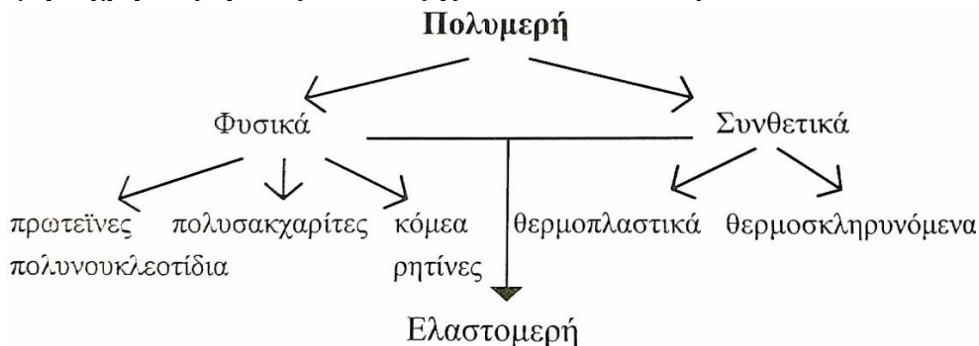 Πολυμερή
Φυσικά Συνθετικά
πρωτεϊνες πολυσακχαρίτες κόμεα θερμοπλαστικά θερμοσκληρυνόμενα
πολυνουκλεοτίδια ρητίνες
Ελαστομερή